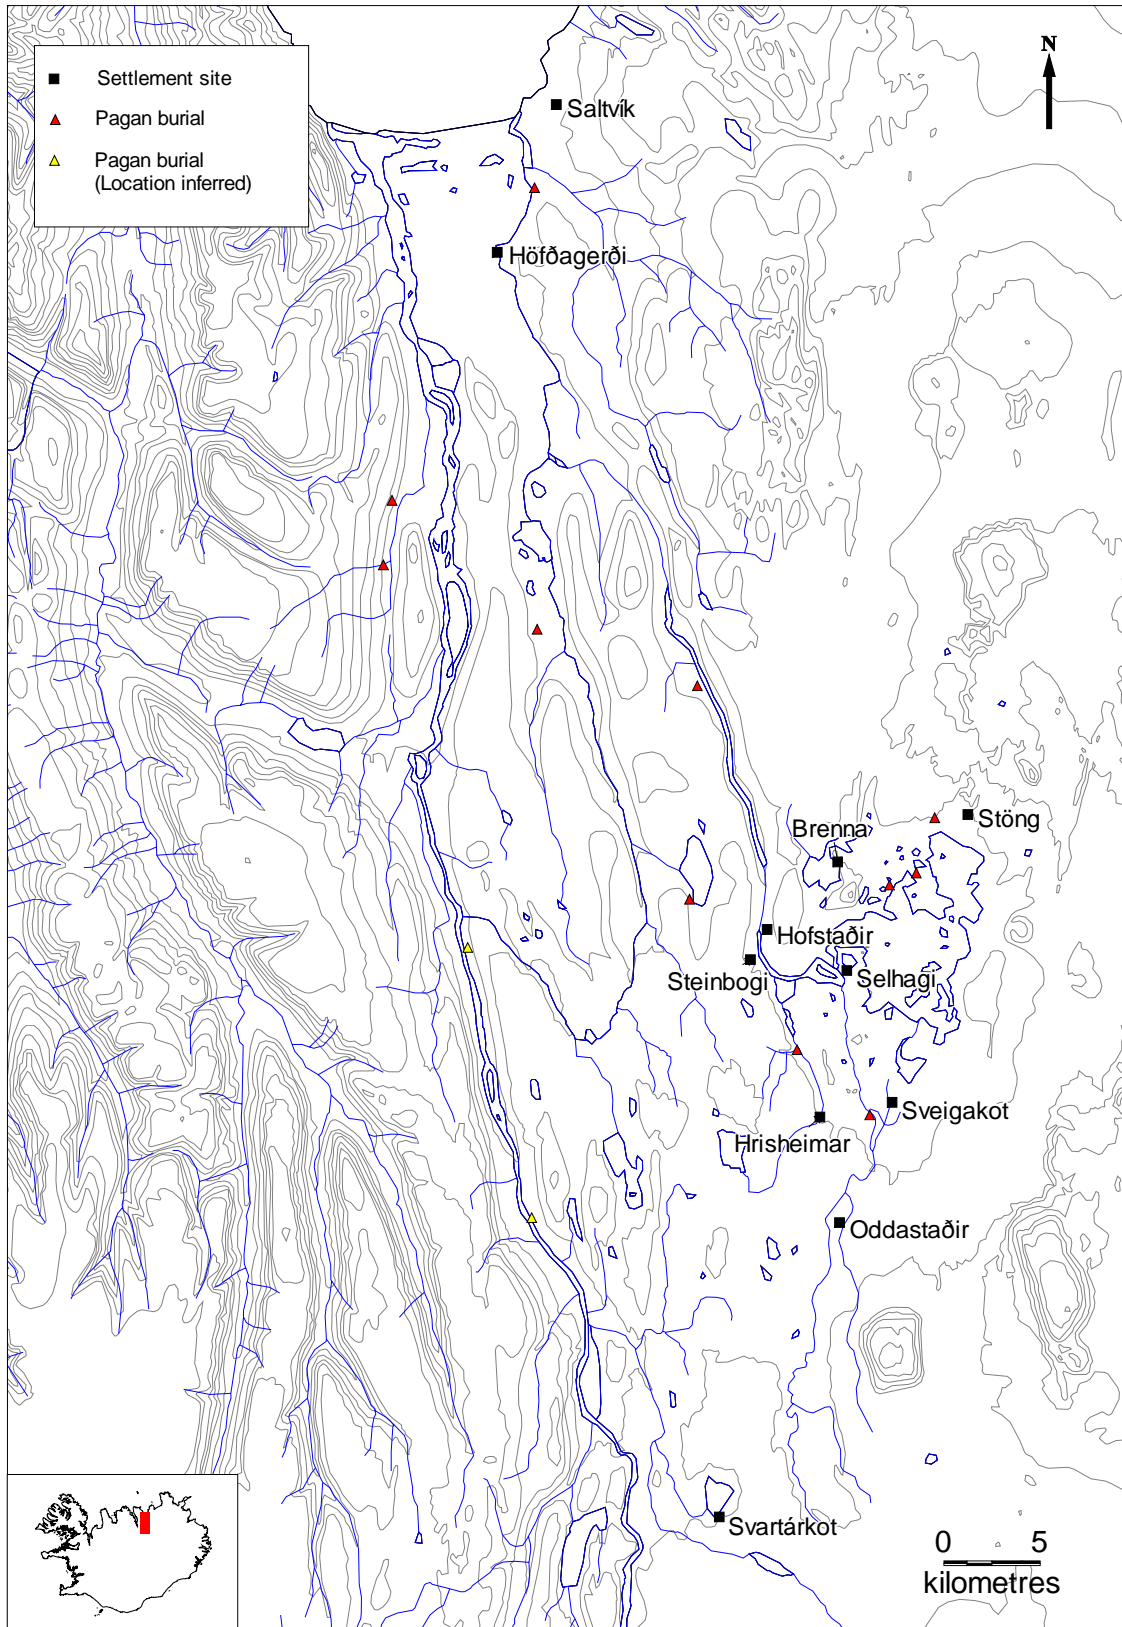 N
Settlement site
Pagan burial
Pagan burial
(Location inferred)
Saltvík
Höfðagerði
Stöng
Brenna
Hofstaðir
Steinbogi
Selhagi
Sveigakot
Hrisheimar
Oddastaðir
Svartárkot
0 5
kilometres